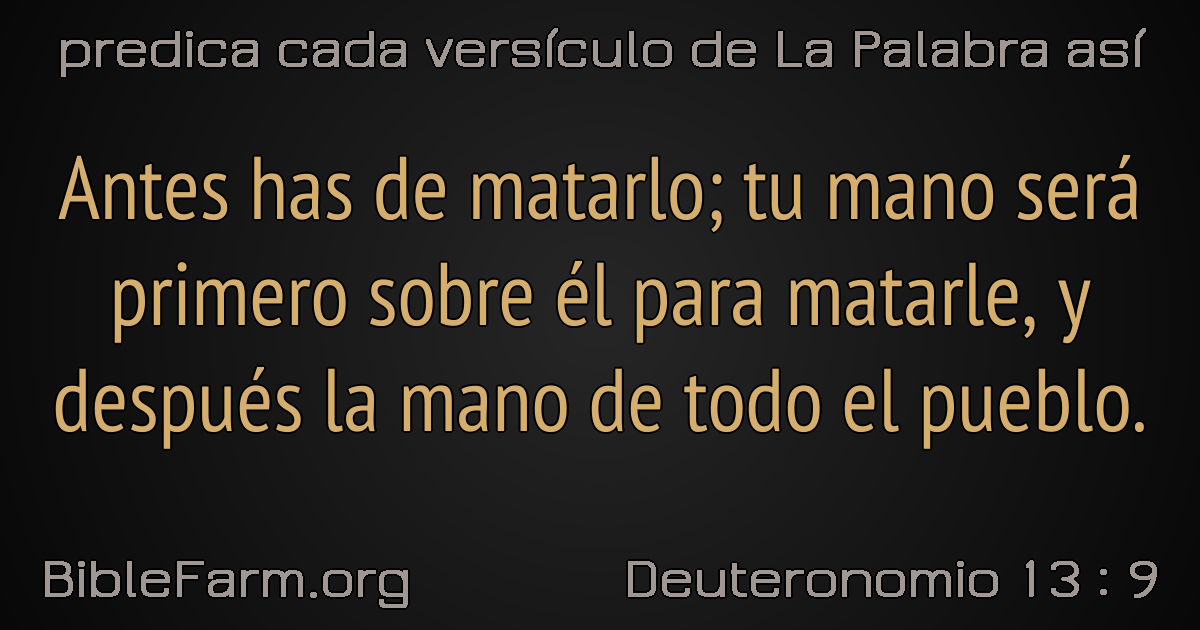 predica cada versículo de La Palabra así
Antes has de matarlo; tu mano será
primero sobre él para matarle, y
después la mano de todo el pueblo.
BibleFarm.org
Deuteronomio 13 : 9